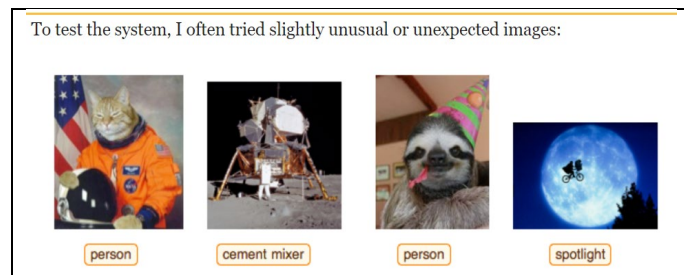 To test the system, I often tried slightly unusual or unexpected images:
person
cement mixer
person
spotlight